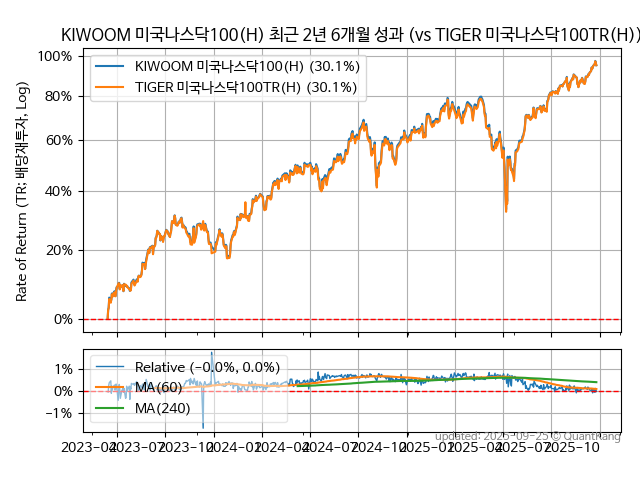 KIWOOM 미국나스닥100(H) 최근 2년 6개월 성과 (vs TIGER 미국나스닥100TR(H))
KIWOOM 미국나스닥100(H) (30.1%)
TIGER 미국나스닥100TR(H) (30.1%)
Rate of Return (TR: 배당재투자, Log)
100%
80%
60%
40%
20%
0%
Relative (−0.0%, 0.0%)
MA(60)
MA(240)
1%
0%
−1%
updated: 2025-09-25 © QuantKang
2023-04 2023-07 2023-10 2024-01 2024-04 2024-07 2024-10 2025-01 2025-04 2025-07 2025-10